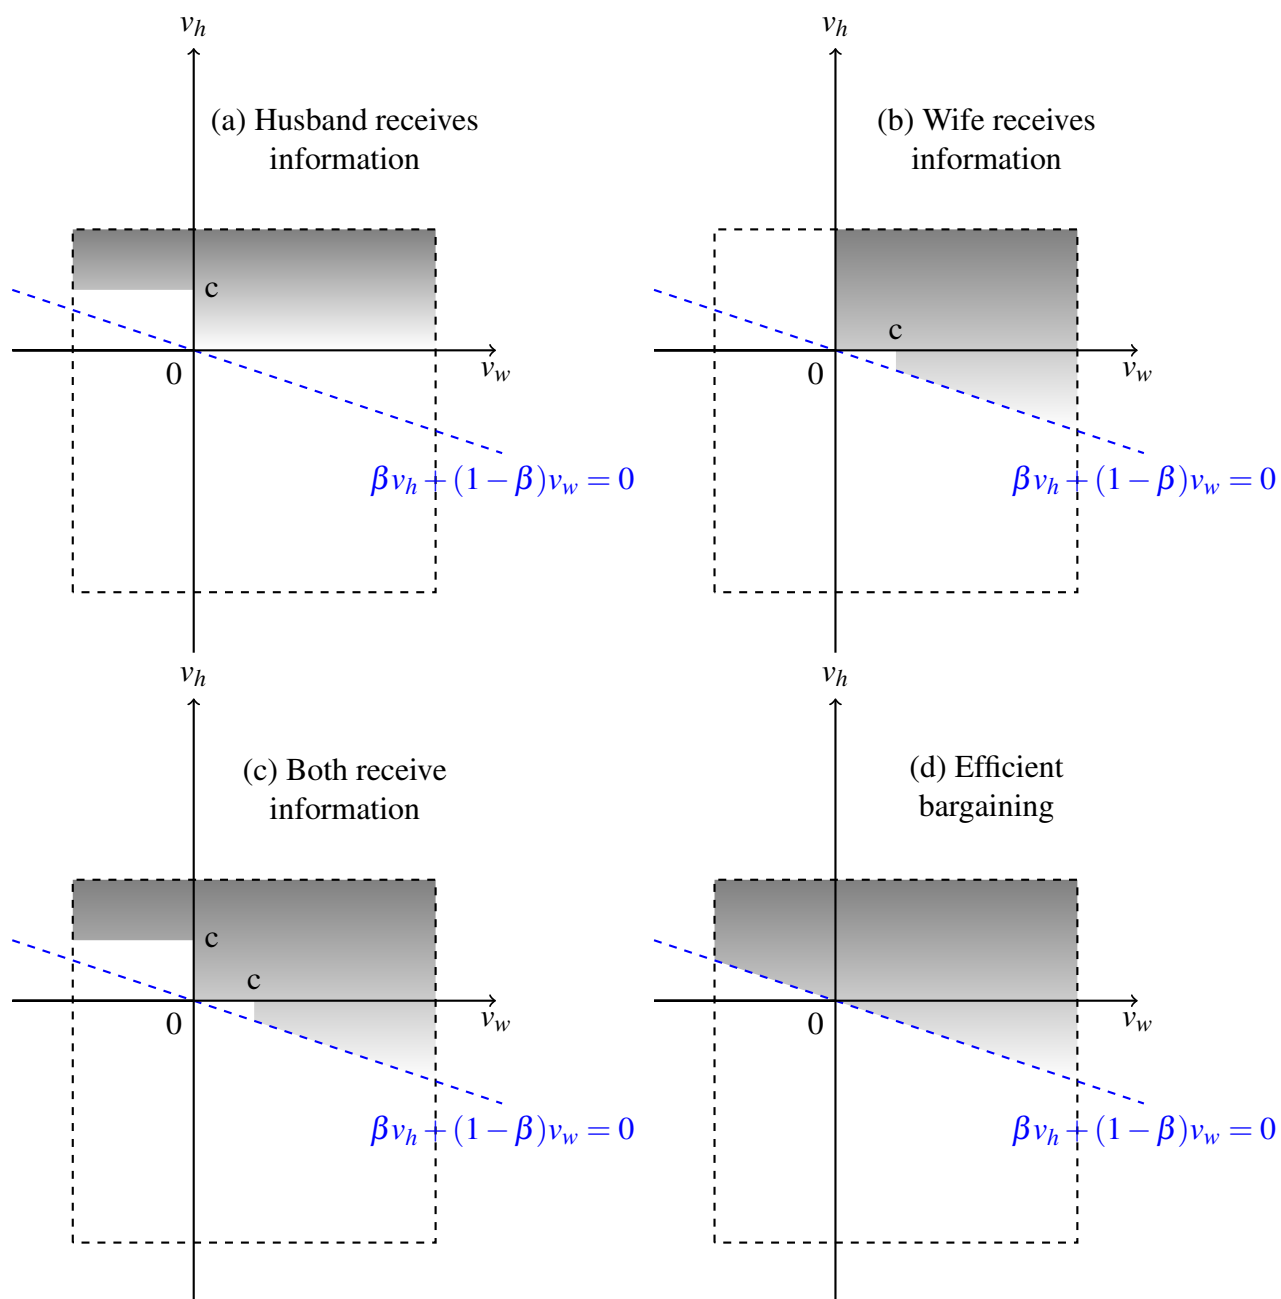 v_h
(a) Husband receives
information
c
0
v_w
βv_h + (1 − β)v_w = 0
v_h
(b) Wife receives
information
c
0
v_w
βv_h + (1 − β)v_w = 0
v_h
(c) Both receive
information
c
c
0
v_w
βv_h + (1 − β)v_w = 0
v_h
(d) Efficient
bargaining
0
v_w
βv_h + (1 − β)v_w = 0